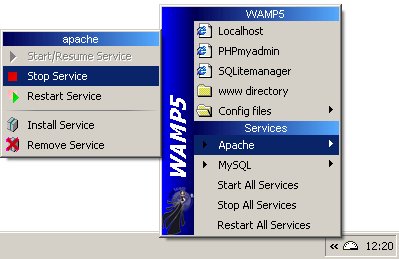 apache
Start/Resume Service
Stop Service
Restart Service
Install Service
Remove Service
WAMP5
WAMP5
Localhost
PHPmyadmin
SQLitemanager
www directory
Config files
Services
Apache
MySQL
Start All Services
Stop All Services
Restart All Services
« 12:20